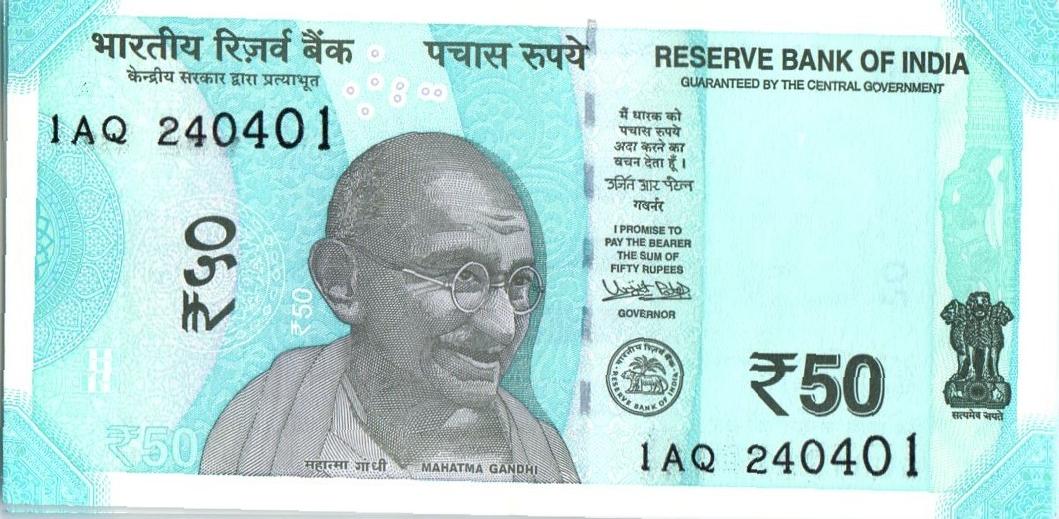 भारतीय रिज़र्व बैंक
केन्द्रीय सरकार द्वारा प्रत्याभूत
पचास रुपये
RESERVE BANK OF INDIA
GUARANTEED BY THE CENTRAL GOVERNMENT
1AQ 240401
₹५०
₹50
₹50
मैं धारक को
पचास रुपये
अदा करने का
वचन देता हूँ।
उर्जित आर पटेल
गवर्नर
I PROMISE TO
PAY THE BEARER
THE SUM OF
FIFTY RUPEES
GOVERNOR
भारतीय रिज़र्व बैंक
RESERVE BANK OF INDIA
₹50
सत्यमेव जयते
महात्मा गांधी
MAHATMA GANDHI
1AQ 240401